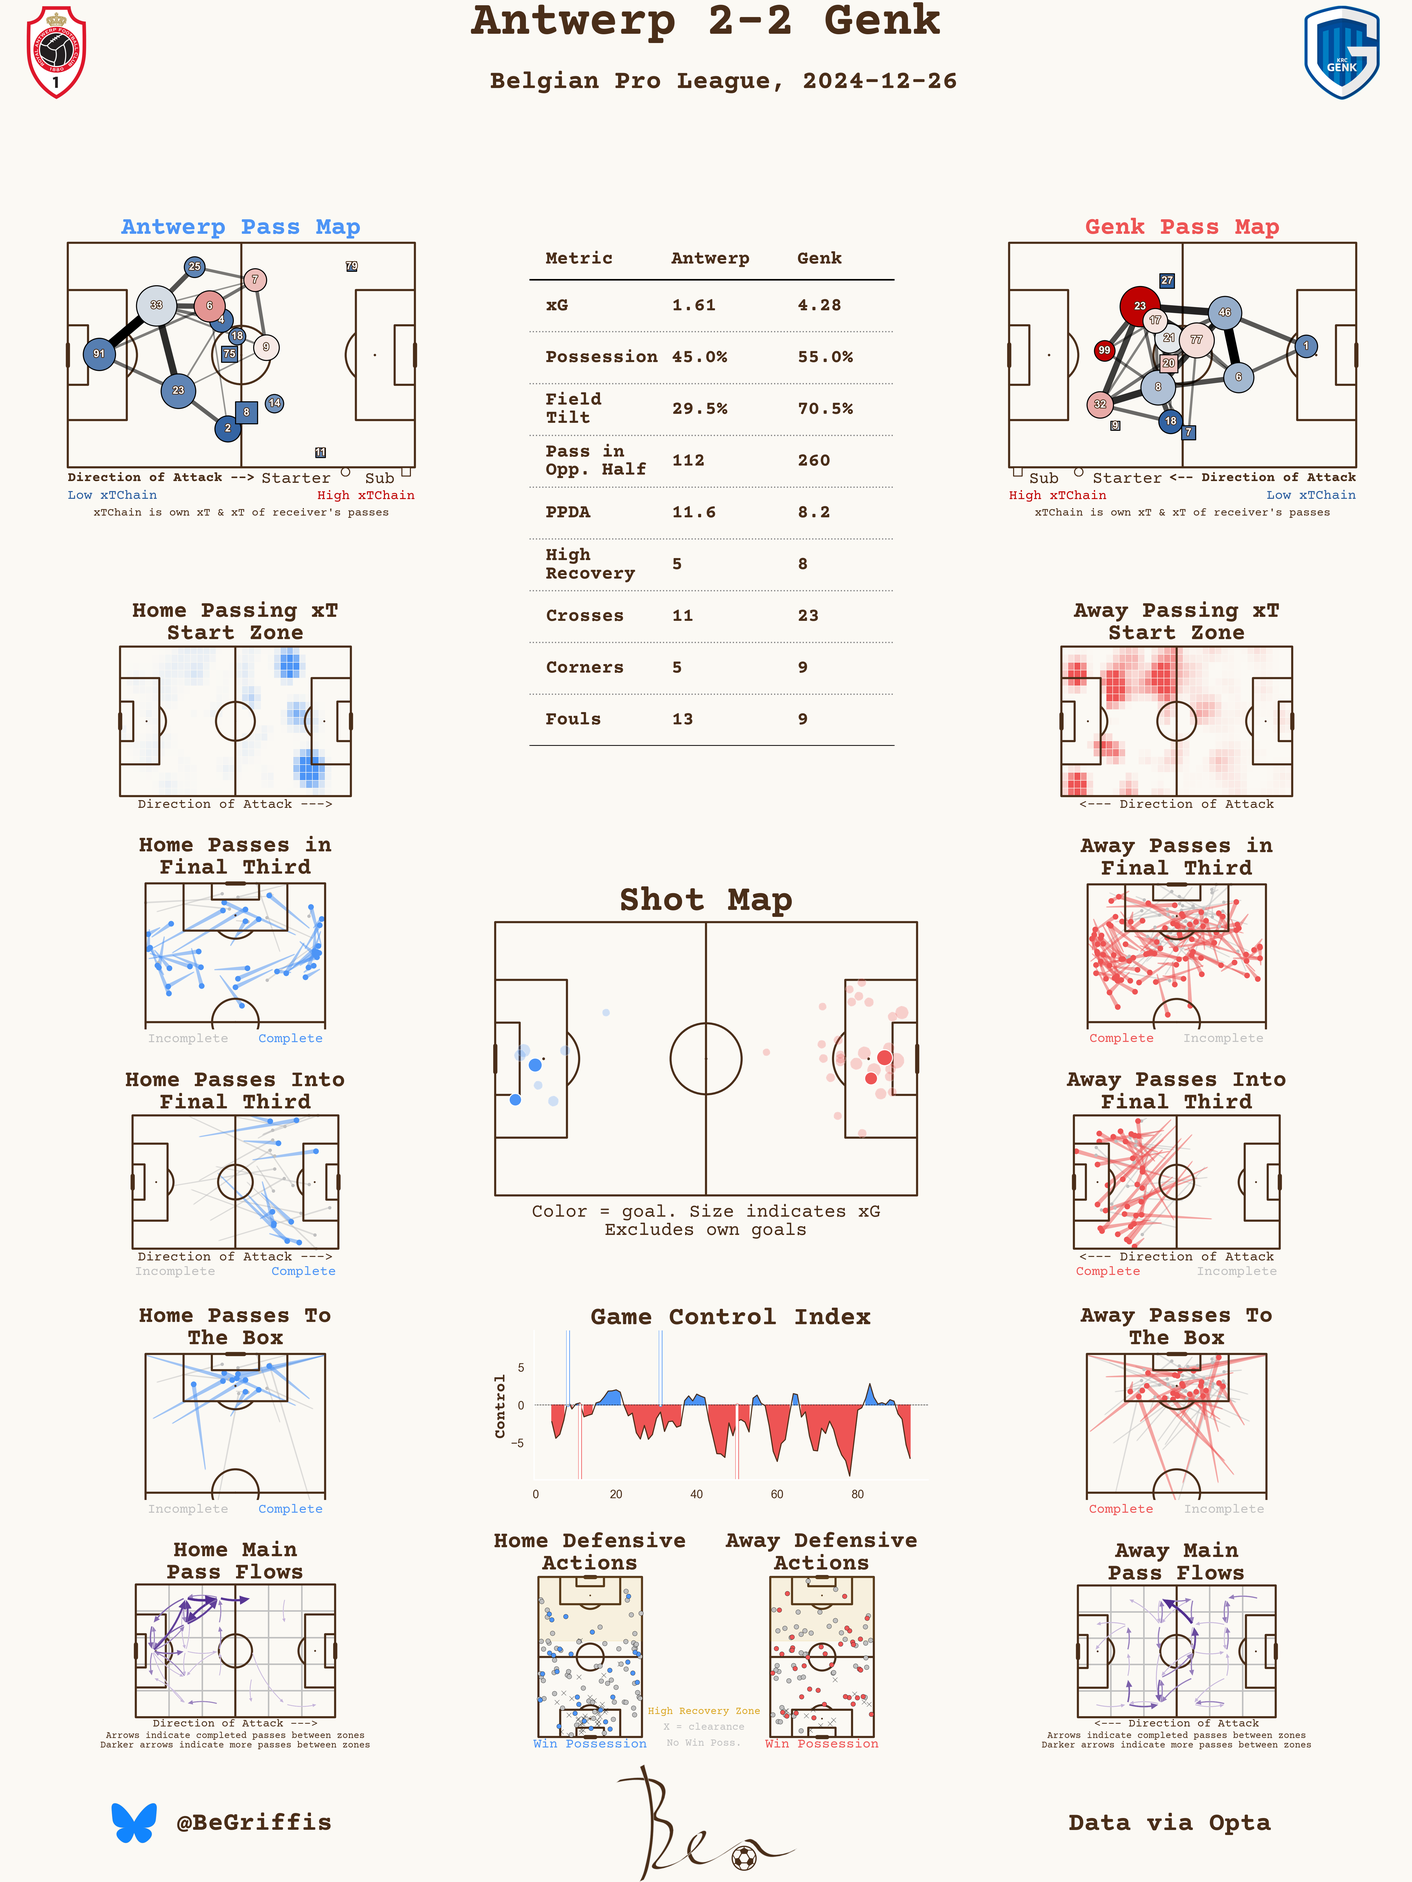 Antwerp 2-2 Genk
Belgian Pro League, 2024-12-26
1
KRC
GENK
Antwerp Pass Map
25
7
79
33
6
4
18
9
75
91
23
14
8
2
11
Direction of Attack --> Starter Sub
Low xTChain High xTChain
xTChain is own xT & xT of receiver's passes
Metric Antwerp Genk
xG 1.61 4.28
Possession 45.0% 55.0%
Field
Tilt 29.5% 70.5%
Pass in
Opp. Half 112 260
PPDA 11.6 8.2
High
Recovery 5 8
Crosses 11 23
Corners 5 9
Fouls 13 9
Genk Pass Map
27
23
46
17
21
77
99
1
20
6
8
32
9
18
7
Sub Starter <-- Direction of Attack
High xTChain Low xTChain
xTChain is own xT & xT of receiver's passes
Home Passing xT
Start Zone
Direction of Attack --->
Away Passing xT
Start Zone
<--- Direction of Attack
Home Passes in
Final Third
Incomplete Complete
Away Passes in
Final Third
Complete Incomplete
Shot Map
Color = goal. Size indicates xG
Excludes own goals
Home Passes Into
Final Third
Direction of Attack --->
Incomplete Complete
Away Passes Into
Final Third
<--- Direction of Attack
Complete Incomplete
Home Passes To
The Box
Incomplete Complete
Game Control Index
Control
5
0
−5
0 20 40 60 80
Away Passes To
The Box
Complete Incomplete
Home Main
Pass Flows
Direction of Attack --->
Arrows indicate completed passes between zones
Darker arrows indicate more passes between zones
Home Defensive
Actions
Win Possession
Away Defensive
Actions
Win Possession
High Recovery Zone
X = clearance
No Win Poss.
Away Main
Pass Flows
<--- Direction of Attack
Arrows indicate completed passes between zones
Darker arrows indicate more passes between zones
@BeGriffis
Ben
Data via Opta